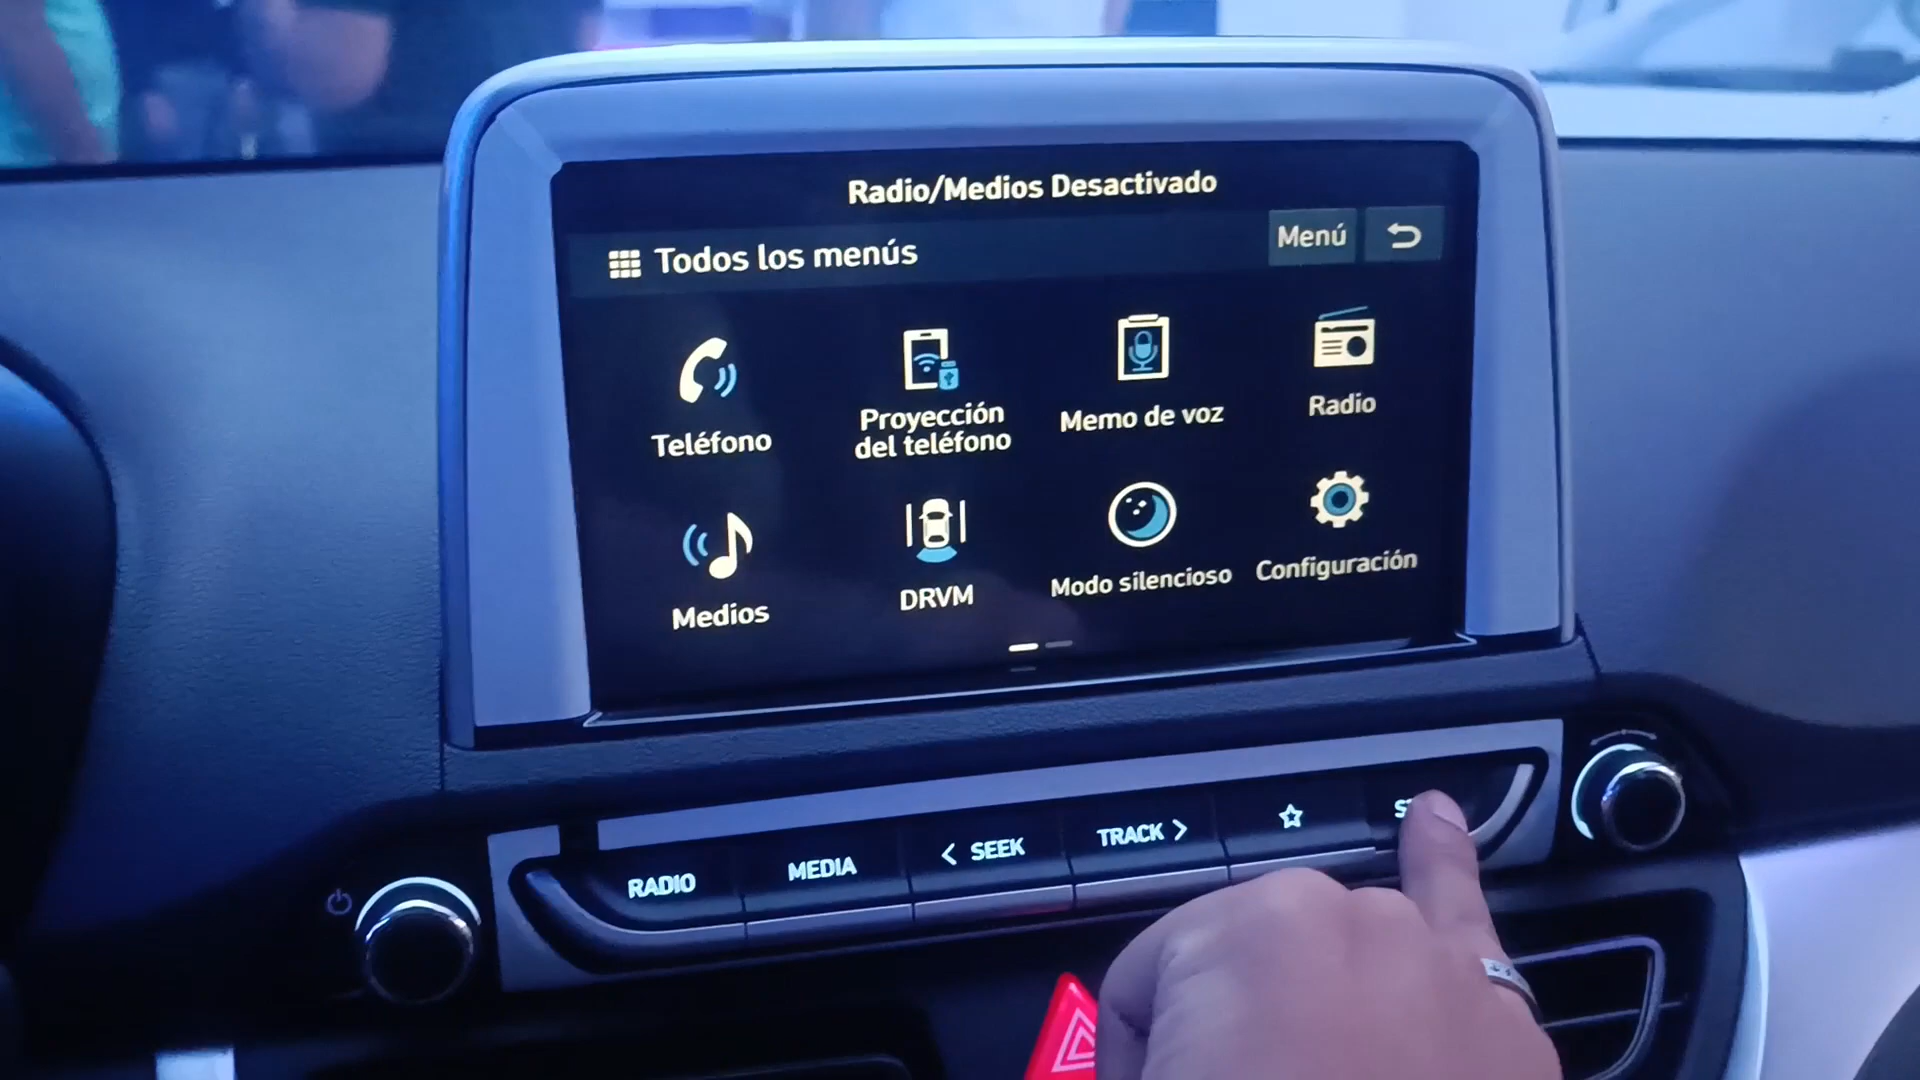 Radio/Medios Desactivado
Todos los menús
Menú
Teléfono
Proyección
del teléfono
Memo de voz
Radio
Medios
DRVM
Modo silencioso
Configuración
RADIO
MEDIA
< SEEK
TRACK >